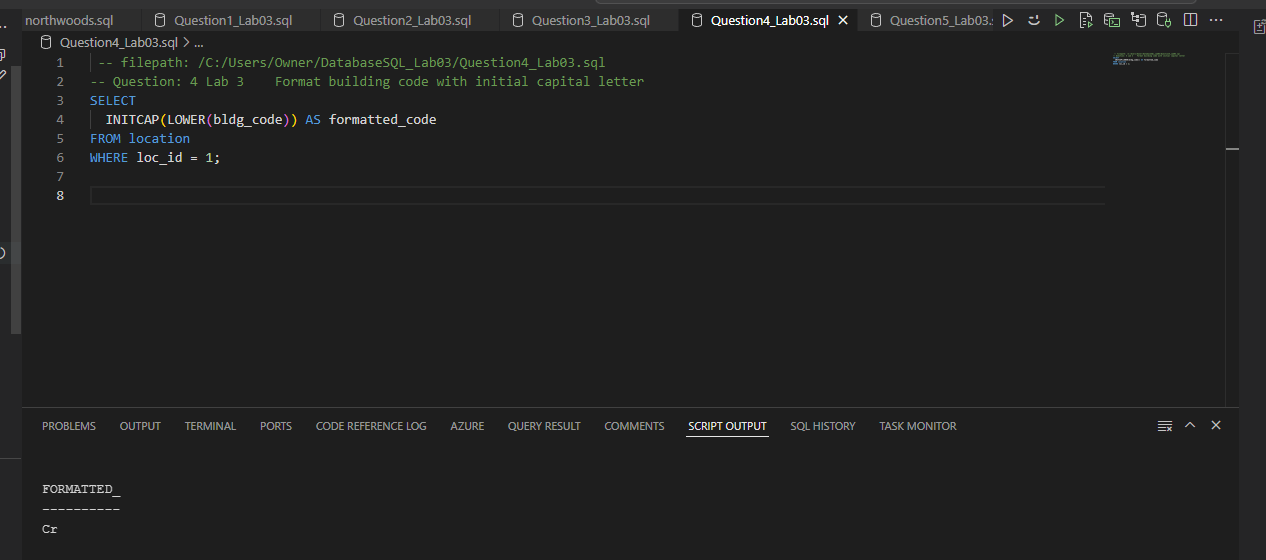 northwoods.sql Question1_Lab03.sql Question2_Lab03.sql Question3_Lab03.sql Question4_Lab03.sql Question5_Lab03.s
Question4_Lab03.sql > ...
1 -- filepath: /C:/Users/Owner/DatabaseSQL_Lab03/Question4_Lab03.sql
2 -- Question: 4 Lab 3    Format building code with initial capital letter
3 SELECT
4 INITCAP(LOWER(bldg_code)) AS formatted_code
5 FROM location
6 WHERE loc_id = 1;
7
8
PROBLEMS OUTPUT TERMINAL PORTS CODE REFERENCE LOG AZURE QUERY RESULT COMMENTS SCRIPT OUTPUT SQL HISTORY TASK MONITOR
FORMATTED_
----------
Cr